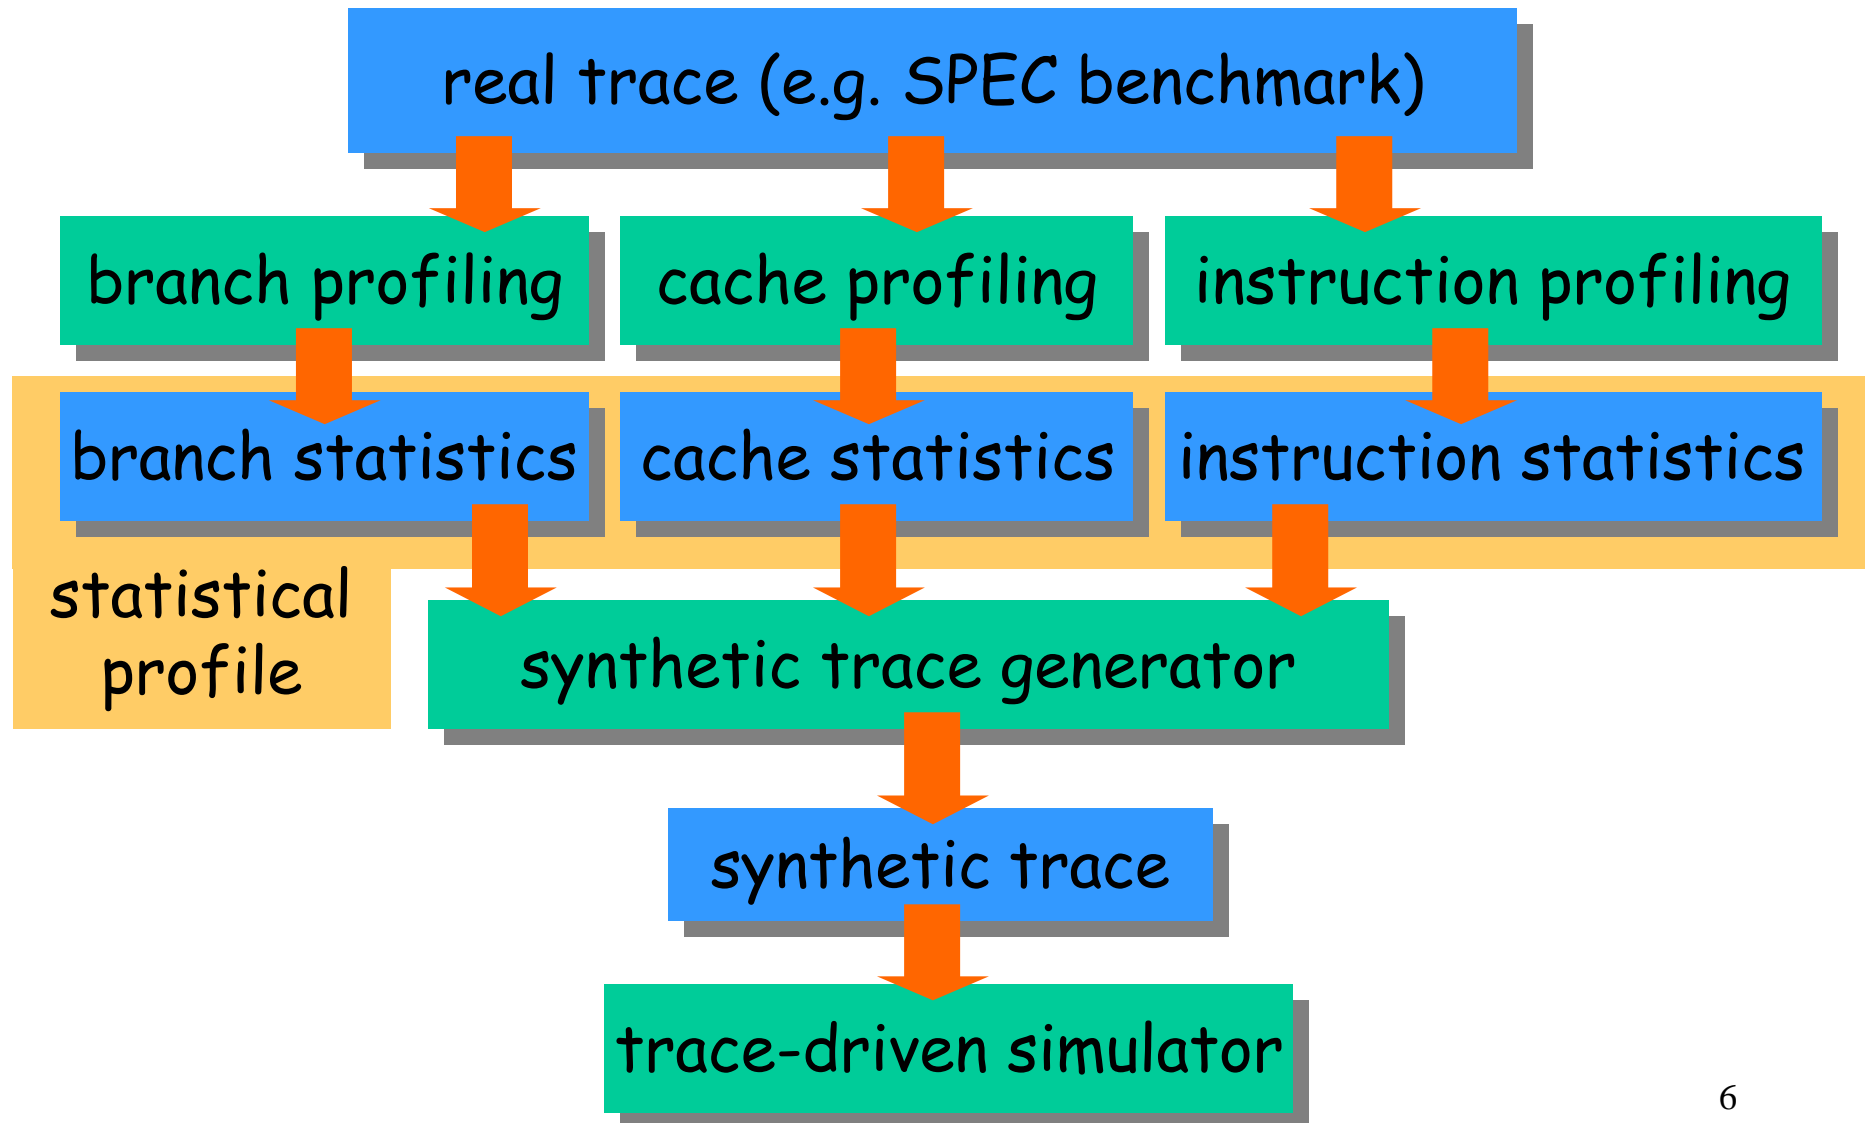 real trace (e.g. SPEC benchmark)
branch profiling
cache profiling
instruction profiling
branch statistics
cache statistics
instruction statistics
statistical
profile
synthetic trace generator
synthetic trace
trace-driven simulator
6